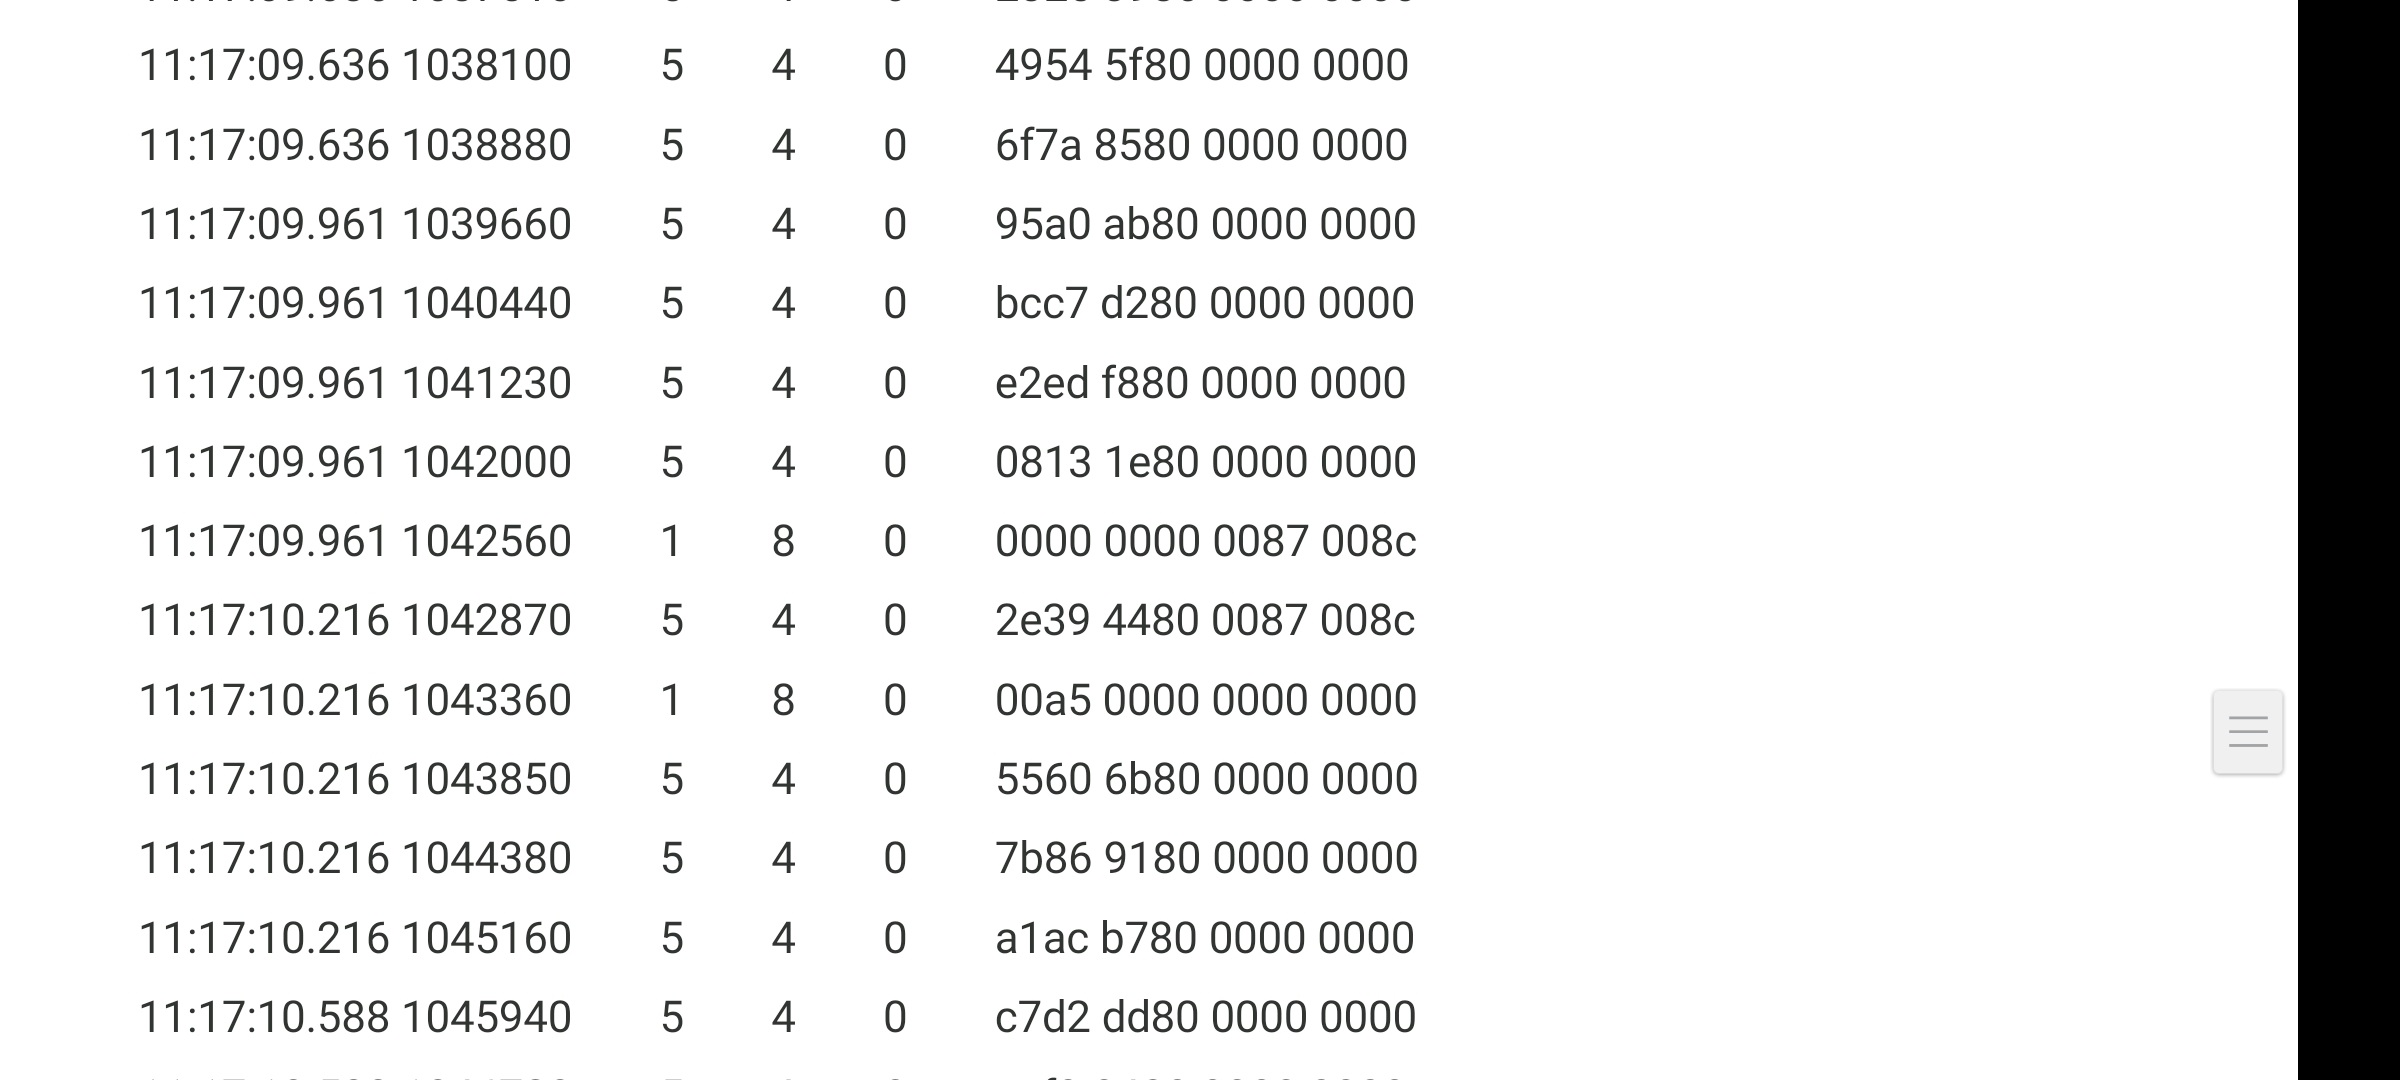 11:17:09.636 1038100 5 4 0 4954 5f80 0000 0000
11:17:09.636 1038880 5 4 0 6f7a 8580 0000 0000
11:17:09.961 1039660 5 4 0 95a0 ab80 0000 0000
11:17:09.961 1040440 5 4 0 bcc7 d280 0000 0000
11:17:09.961 1041230 5 4 0 e2ed f880 0000 0000
11:17:09.961 1042000 5 4 0 0813 1e80 0000 0000
11:17:09.961 1042560 1 8 0 0000 0000 0087 008c
11:17:10.216 1042870 5 4 0 2e39 4480 0087 008c
11:17:10.216 1043360 1 8 0 00a5 0000 0000 0000
11:17:10.216 1043850 5 4 0 5560 6b80 0000 0000
11:17:10.216 1044380 5 4 0 7b86 9180 0000 0000
11:17:10.216 1045160 5 4 0 a1ac b780 0000 0000
11:17:10.588 1045940 5 4 0 c7d2 dd80 0000 0000